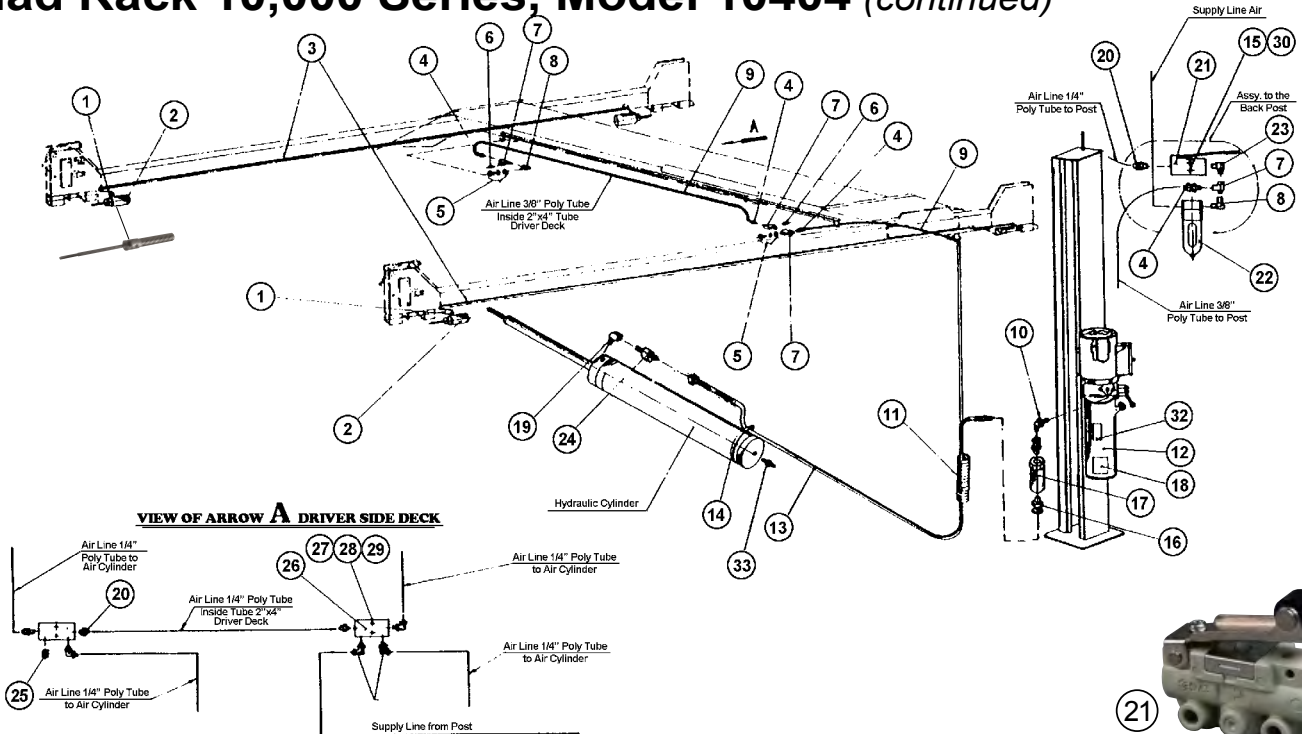 Rack 10,000 Series, Model 10404 (continued)
Supply Line Air
7
6
3
4
8
9
4
7
6
4
9
1
2
A
20
15
30
21
Air Line 1/4"
Poly Tube to Post
Assy. to the
Back Post
23
7
8
5
Air Line 3/8" Poly Tube
Inside 2"x4" Tube
Driver Deck
4
22
Air Line 3/8"
Poly Tube to Post
1
5
7
10
2
19
24
11
32
12
18
17
16
Hydraulic Cylinder
14
13
33
VIEW OF ARROW A DRIVER SIDE DECK
Air Line 1/4"
Poly Tube to
Air Cylinder
27
28
29
26
Air Line 1/4" Poly Tube
to Air Cylinder
20
Air Line 1/4" Poly Tube
Inside Tube 2"x4"
Driver Deck
Air Line 1/4" Poly Tube
to Air Cylinder
25
Air Line 1/4" Poly Tube
to Air Cylinder
Supply Line from Post
21